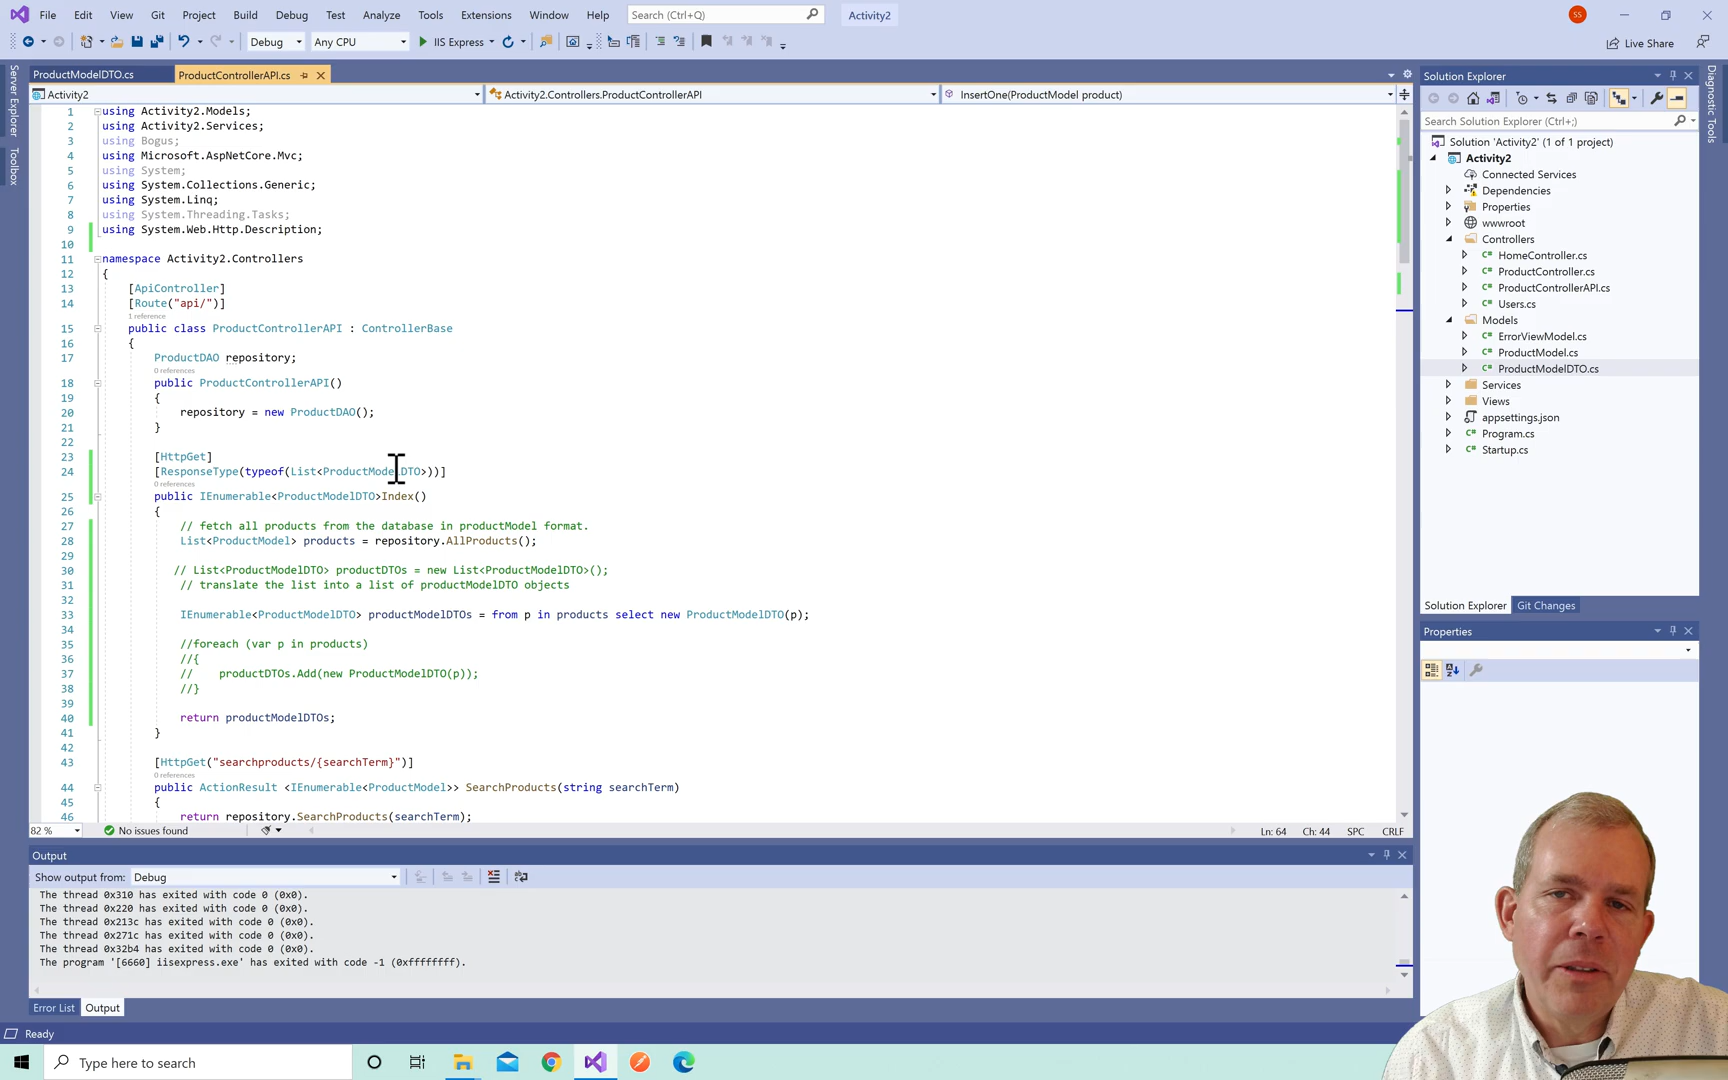 File Edit View Git Project Build Debug Test Analyze Tools Extensions Window Help Search (Ctrl+Q) Activity2 SS
Debug Any CPU IIS Express Live Share
Server Explorer
Toolbox
ProductModelDTO.cs ProductControllerAPI.cs
Activity2 Activity2.Controllers.ProductControllerAPI InsertOne(ProductModel product)
1 using Activity2.Models;
2 using Activity2.Services;
3 using Bogus;
4 using Microsoft.AspNetCore.Mvc;
5 using System;
6 using System.Collections.Generic;
7 using System.Linq;
8 using System.Threading.Tasks;
9 using System.Web.Http.Description;
10
11 namespace Activity2.Controllers
12 {
13 [ApiController]
14 [Route("api/")]
1 reference
15 public class ProductControllerAPI : ControllerBase
16 {
17 ProductDAO repository;
0 references
18 public ProductControllerAPI()
19 {
20 repository = new ProductDAO();
21 }
22
23 [HttpGet]
24 [ResponseType(typeof(List<ProductModelDTO>))]
0 references
25 public IEnumerable<ProductModelDTO>Index()
26 {
27 // fetch all products from the database in productModel format.
28 List<ProductModel> products = repository.AllProducts();
29
30 // List<ProductModelDTO> productDTOs = new List<ProductModelDTO>();
31 // translate the list into a list of productModelDTO objects
32
33 IEnumerable<ProductModelDTO> productModelDTOs = from p in products select new ProductModelDTO(p);
34
35 //foreach (var p in products)
36 //{
37 // productDTOs.Add(new ProductModelDTO(p));
38 //}
39
40 return productModelDTOs;
41 }
42
43 [HttpGet("searchproducts/{searchTerm}")]
0 references
44 public ActionResult <IEnumerable<ProductModel>> SearchProducts(string searchTerm)
45 {
46 return repository.SearchProducts(searchTerm);
82 % No issues found Ln: 64 Ch: 44 SPC CRLF
Output
Show output from: Debug
The thread 0x310 has exited with code 0 (0x0).
The thread 0x220 has exited with code 0 (0x0).
The thread 0x213c has exited with code 0 (0x0).
The thread 0x271c has exited with code 0 (0x0).
The thread 0x32b4 has exited with code 0 (0x0).
The program '[6660] iisexpress.exe' has exited with code -1 (0xffffffff).
Error List Output
Ready
Type here to search
Solution Explorer
Search Solution Explorer (Ctrl+;)
Solution 'Activity2' (1 of 1 project)
Activity2
Connected Services
Dependencies
Properties
wwwroot
Controllers
C# HomeController.cs
C# ProductController.cs
C# ProductControllerAPI.cs
C# Users.cs
Models
C# ErrorViewModel.cs
C# ProductModel.cs
C# ProductModelDTO.cs
Services
Views
appsettings.json
C# Program.cs
C# Startup.cs
Solution Explorer Git Changes
Properties
Diagnostic Tools